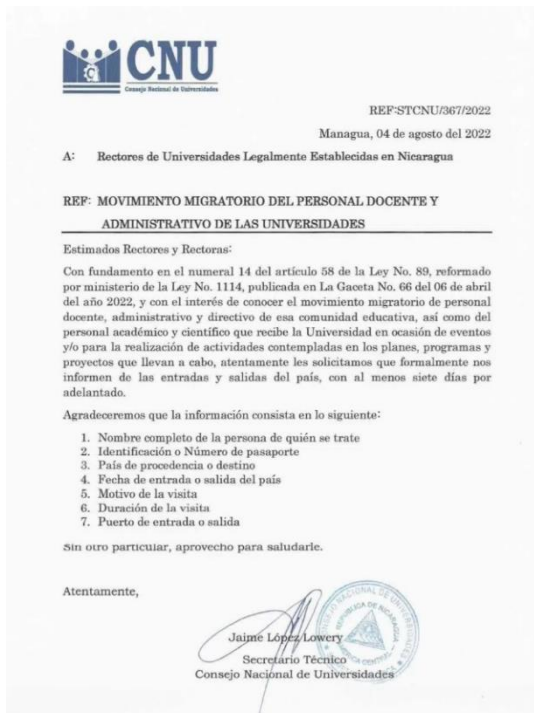 CNU
Consejo Nacional de Universidades
REF:STCNU/367/2022
Managua, 04 de agosto del 2022
A: Rectores de Universidades Legalmente Establecidas en Nicaragua
REF: MOVIMIENTO MIGRATORIO DEL PERSONAL DOCENTE Y
ADMINISTRATIVO DE LAS UNIVERSIDADES
Estimados Rectores y Rectoras:
Con fundamento en el numeral 14 del artículo 58 de la Ley No. 89, reformado
por ministerio de la Ley No. 1114, publicada en La Gaceta No. 66 del 06 de abril
del año 2022, y con el interés de conocer el movimiento migratorio de personal
docente, administrativo y directivo de esa comunidad educativa, así como del
personal académico y científico que recibe la Universidad en ocasión de eventos
y/o para la realización de actividades contempladas en los planes, programas y
proyectos que llevan a cabo, atentamente les solicitamos que formalmente nos
informen de las entradas y salidas del país, con al menos siete días por
adelantado.
Agradeceremos que la información consista en lo siguiente:
1. Nombre completo de la persona de quién se trate
2. Identificación o Número de pasaporte
3. País de procedencia o destino
4. Fecha de entrada o salida del país
5. Motivo de la visita
6. Duración de la visita
7. Puerto de entrada o salida
Sin otro particular, aprovecho para saludarle.
Atentamente,
Jaime López Lowery
Secretario Técnico
Consejo Nacional de Universidades
CONSEJO NACIONAL DE UNIVERSIDADES
REPUBLICA DE NICARAGUA
AMERICA CENTRAL